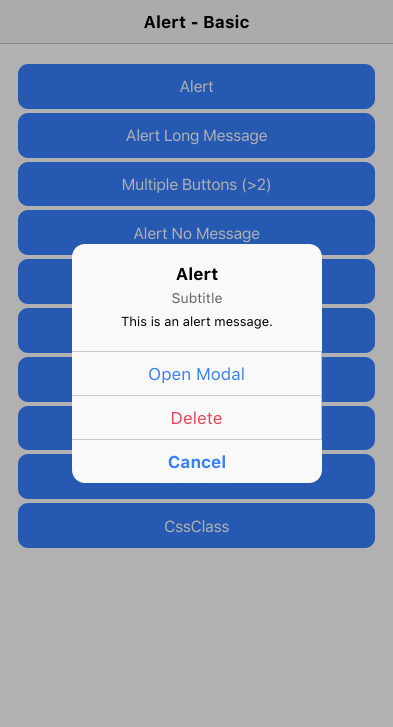 Alert - Basic
Alert
Alert Long Message
Multiple Buttons (>2)
Alert No Message
Alert
Subtitle
This is an alert message.
Open Modal
Delete
Cancel
CssClass